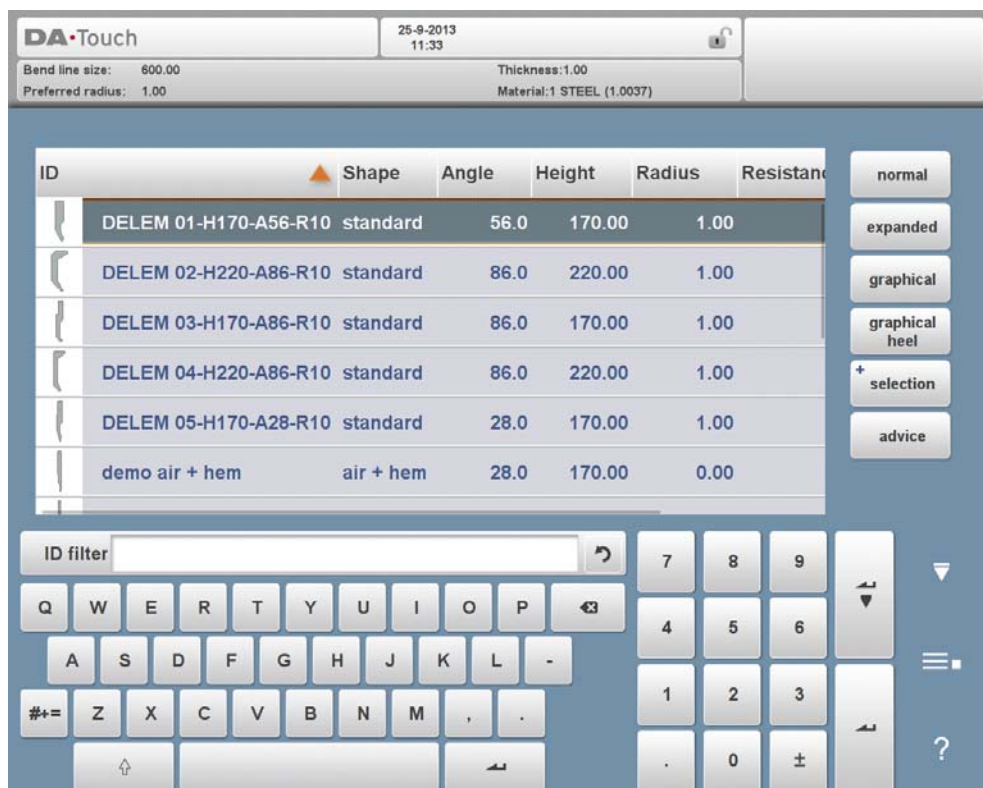 DA·Touch
25-9-2013
11:33
Bend line size: 600.00
Thickness:1.00
Preferred radius: 1.00
Material:1 STEEL (1.0037)
ID Shape Angle Height Radius Resistan
DELEM 01-H170-A56-R10 standard 56.0 170.00 1.00
DELEM 02-H220-A86-R10 standard 86.0 220.00 1.00
DELEM 03-H170-A86-R10 standard 86.0 170.00 1.00
DELEM 04-H220-A86-R10 standard 86.0 220.00 1.00
DELEM 05-H170-A28-R10 standard 28.0 170.00 1.00
demo air + hem air + hem 28.0 170.00 0.00
normal
expanded
graphical
graphical
heel
+ selection
advice
ID filter
Q W E R T Y U I O P
A S D F G H J K L -
#+= Z X C V B N M , .
7 8 9
4 5 6
1 2 3
. 0 ±
?